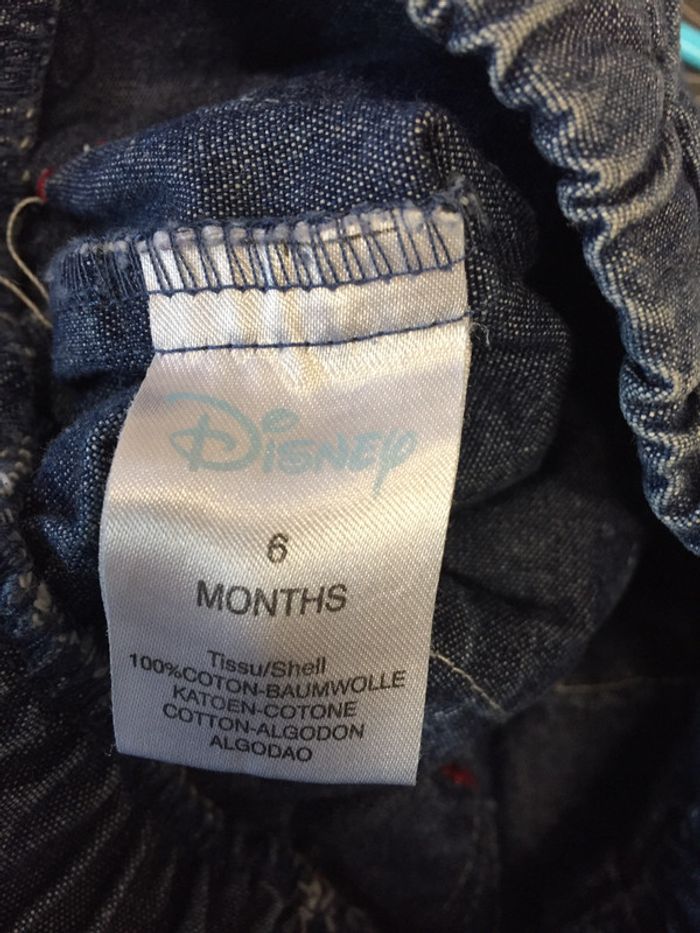 Disney
6
MONTHS
Tissu/Shell
100%COTON-BAUMWOLLE
KATOEN-COTONE
COTTON-ALGODON
ALGODAO